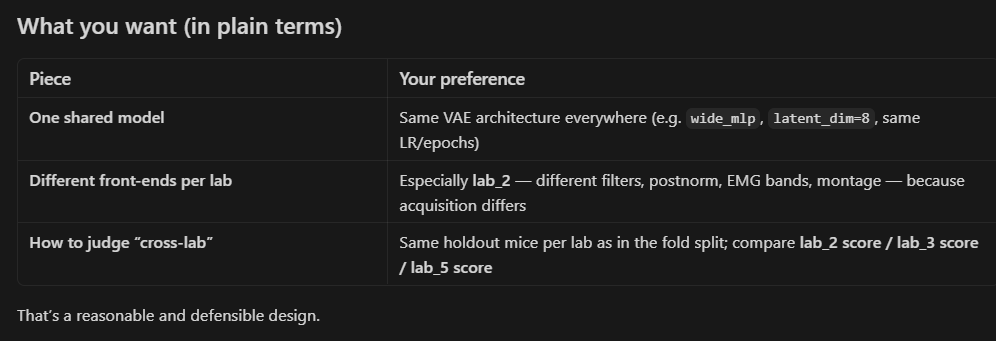 What you want (in plain terms)
Piece
Your preference
One shared model
Same VAE architecture everywhere (e.g. wide_mlp, latent_dim=8, same
LR/epochs)
Different front-ends per lab
Especially lab_2 — different filters, postnorm, EMG bands, montage — because
acquisition differs
How to judge “cross-lab”
Same holdout mice per lab as in the fold split; compare lab_2 score / lab_3 score
/ lab_5 score
That’s a reasonable and defensible design.